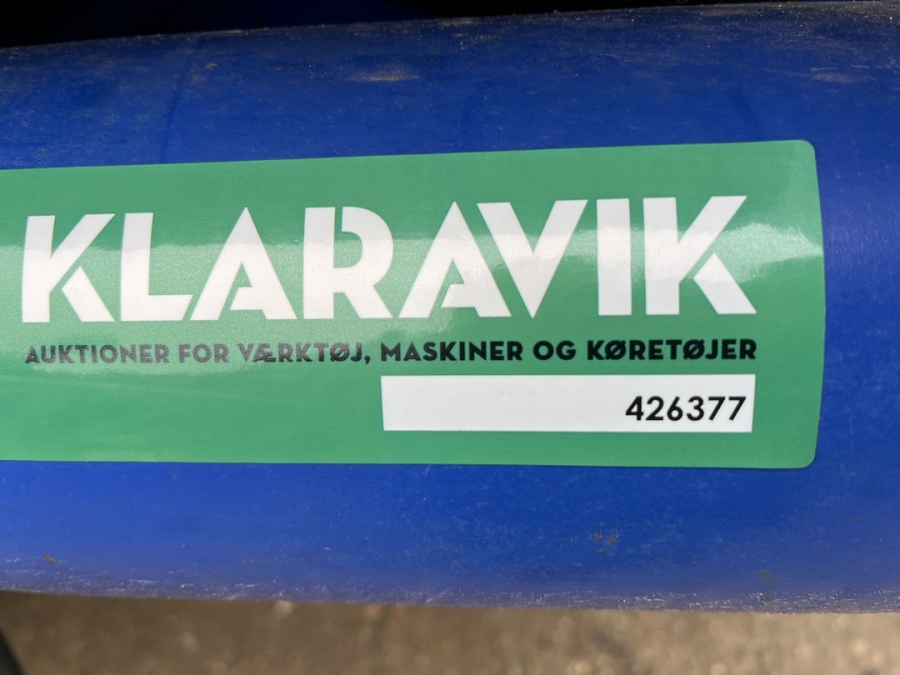 KLARAVIK
AUKTIONER FOR VÆRKTØJ, MASKINER OG KØRETØJER
426377